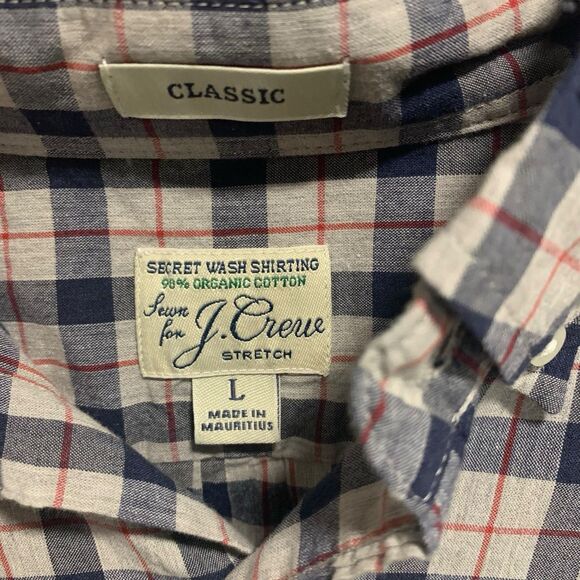 CLASSIC
SECRET WASH SHIRTING
98% ORGANIC COTTON
Sewn for J.Crew
STRETCH
L
MADE IN
MAURITIUS